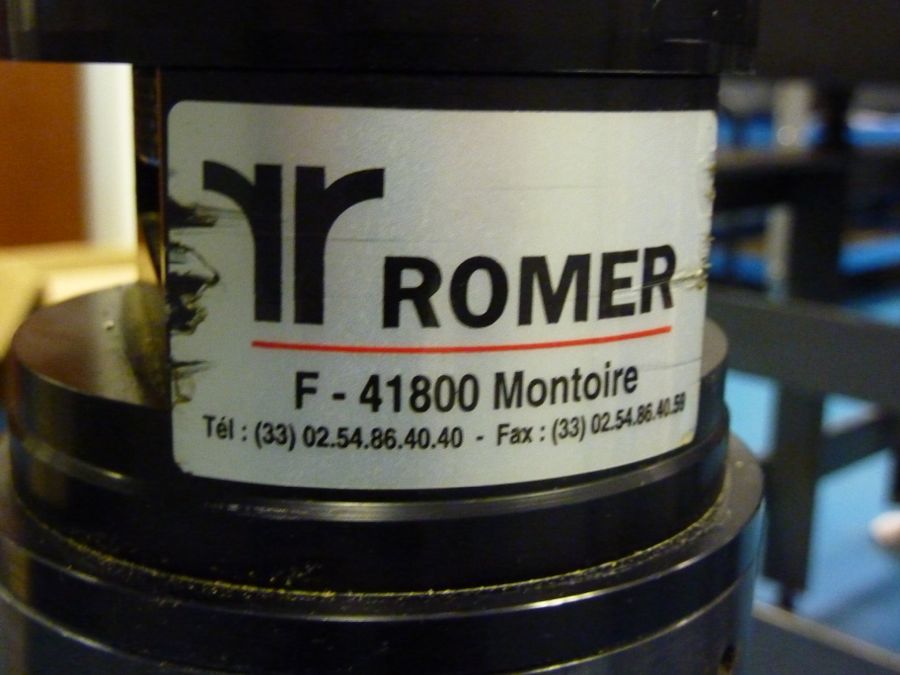 ROMER
F - 41800 Montoire
Tél : (33) 02.54.86.40.40 - Fax : (33) 02.54.86.40.59